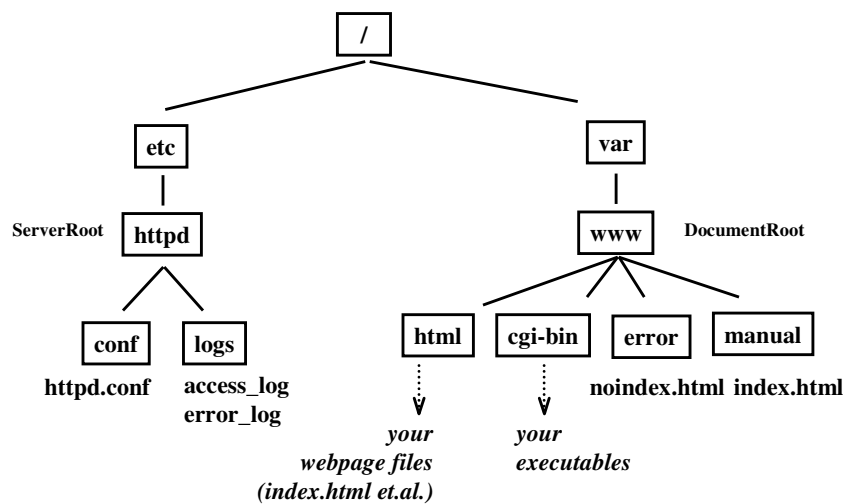 /
etc
var
ServerRoot
httpd
www
DocumentRoot
conf
logs
html
cgi-bin
error
manual
httpd.conf
access_log
error_log
noindex.html
index.html
your
webpage files
(index.html et.al.)
your
executables